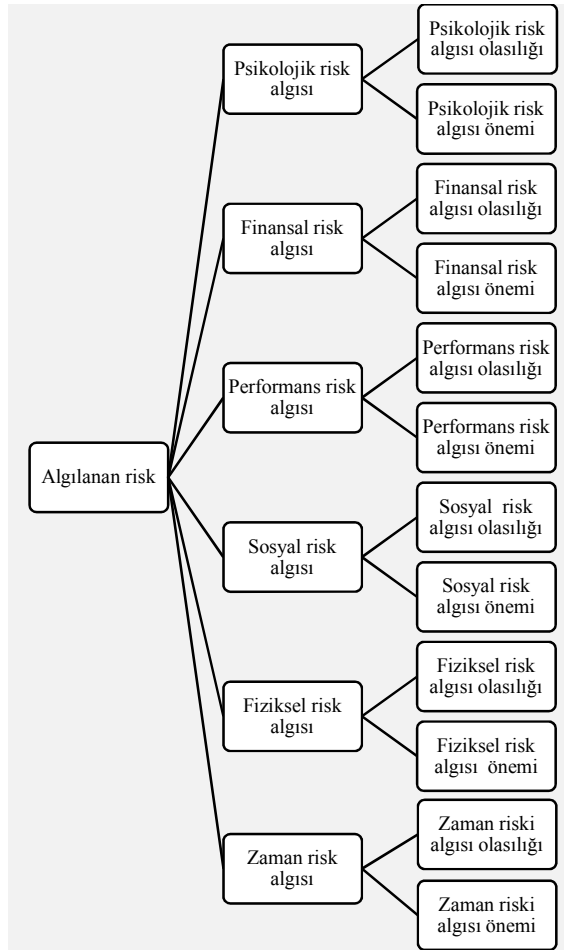 Algılanan risk
Psikolojik risk
algısı
Psikolojik risk
algısı olasılığı
Psikolojik risk
algısı önemi
Finansal risk
algısı
Finansal risk
algısı olasılığı
Finansal risk
algısı önemi
Performans risk
algısı
Performans risk
algısı olasılığı
Performans risk
algısı önemi
Sosyal risk
algısı
Sosyal  risk
algısı olasılığı
Sosyal risk
algısı önemi
Fiziksel risk
algısı
Fiziksel risk
algısı olasılığı
Fiziksel risk
algısı  önemi
Zaman risk
algısı
Zaman riski
algısı olasılığı
Zaman riski
algısı önemi